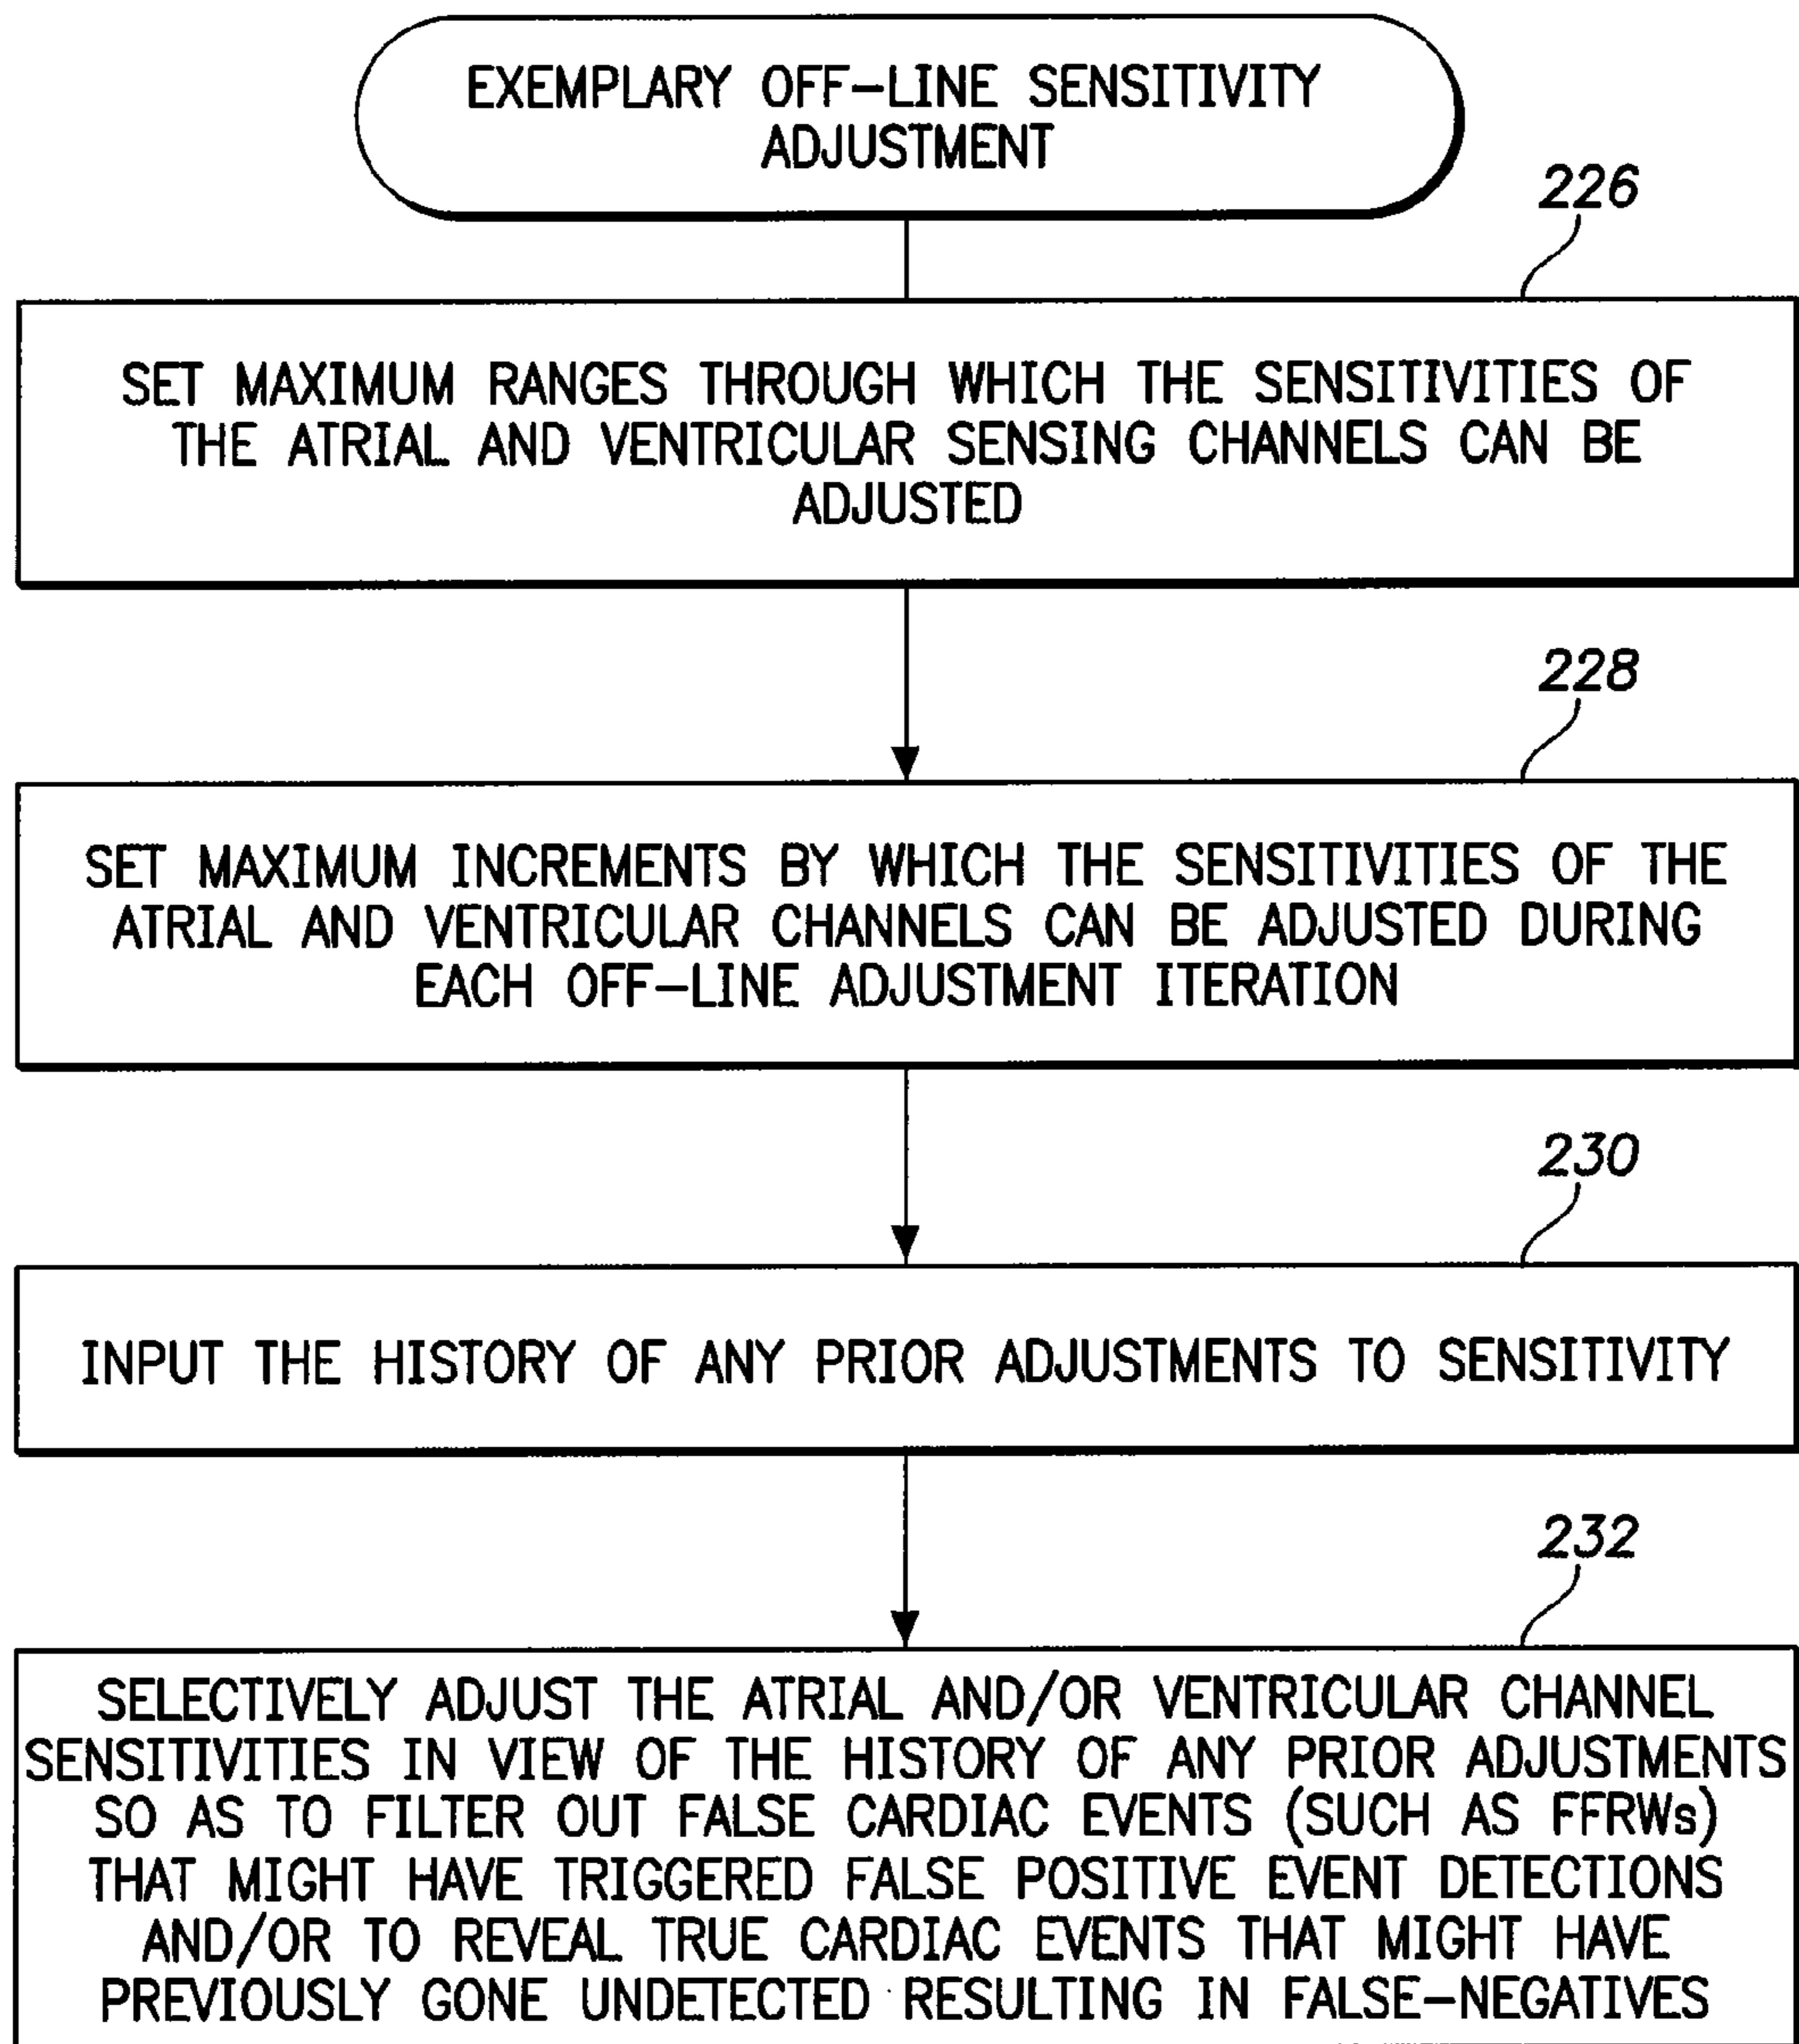 EXEMPLARY OFF-LINE SENSITIVITY
ADJUSTMENT
226
SET MAXIMUM RANGES THROUGH WHICH THE SENSITIVITIES OF
THE ATRIAL AND VENTRICULAR SENSING CHANNELS CAN BE
ADJUSTED
228
SET MAXIMUM INCREMENTS BY WHICH THE SENSITIVITIES OF THE
ATRIAL AND VENTRICULAR CHANNELS CAN BE ADJUSTED DURING
EACH OFF-LINE ADJUSTMENT ITERATION
230
INPUT THE HISTORY OF ANY PRIOR ADJUSTMENTS TO SENSITIVITY
232
SELECTIVELY ADJUST THE ATRIAL AND/OR VENTRICULAR CHANNEL
SENSITIVITIES IN VIEW OF THE HISTORY OF ANY PRIOR ADJUSTMENTS
SO AS TO FILTER OUT FALSE CARDIAC EVENTS (SUCH AS FFRWs)
THAT MIGHT HAVE TRIGGERED FALSE POSITIVE EVENT DETECTIONS
AND/OR TO REVEAL TRUE CARDIAC EVENTS THAT MIGHT HAVE
PREVIOUSLY GONE UNDETECTED RESULTING IN FALSE-NEGATIVES